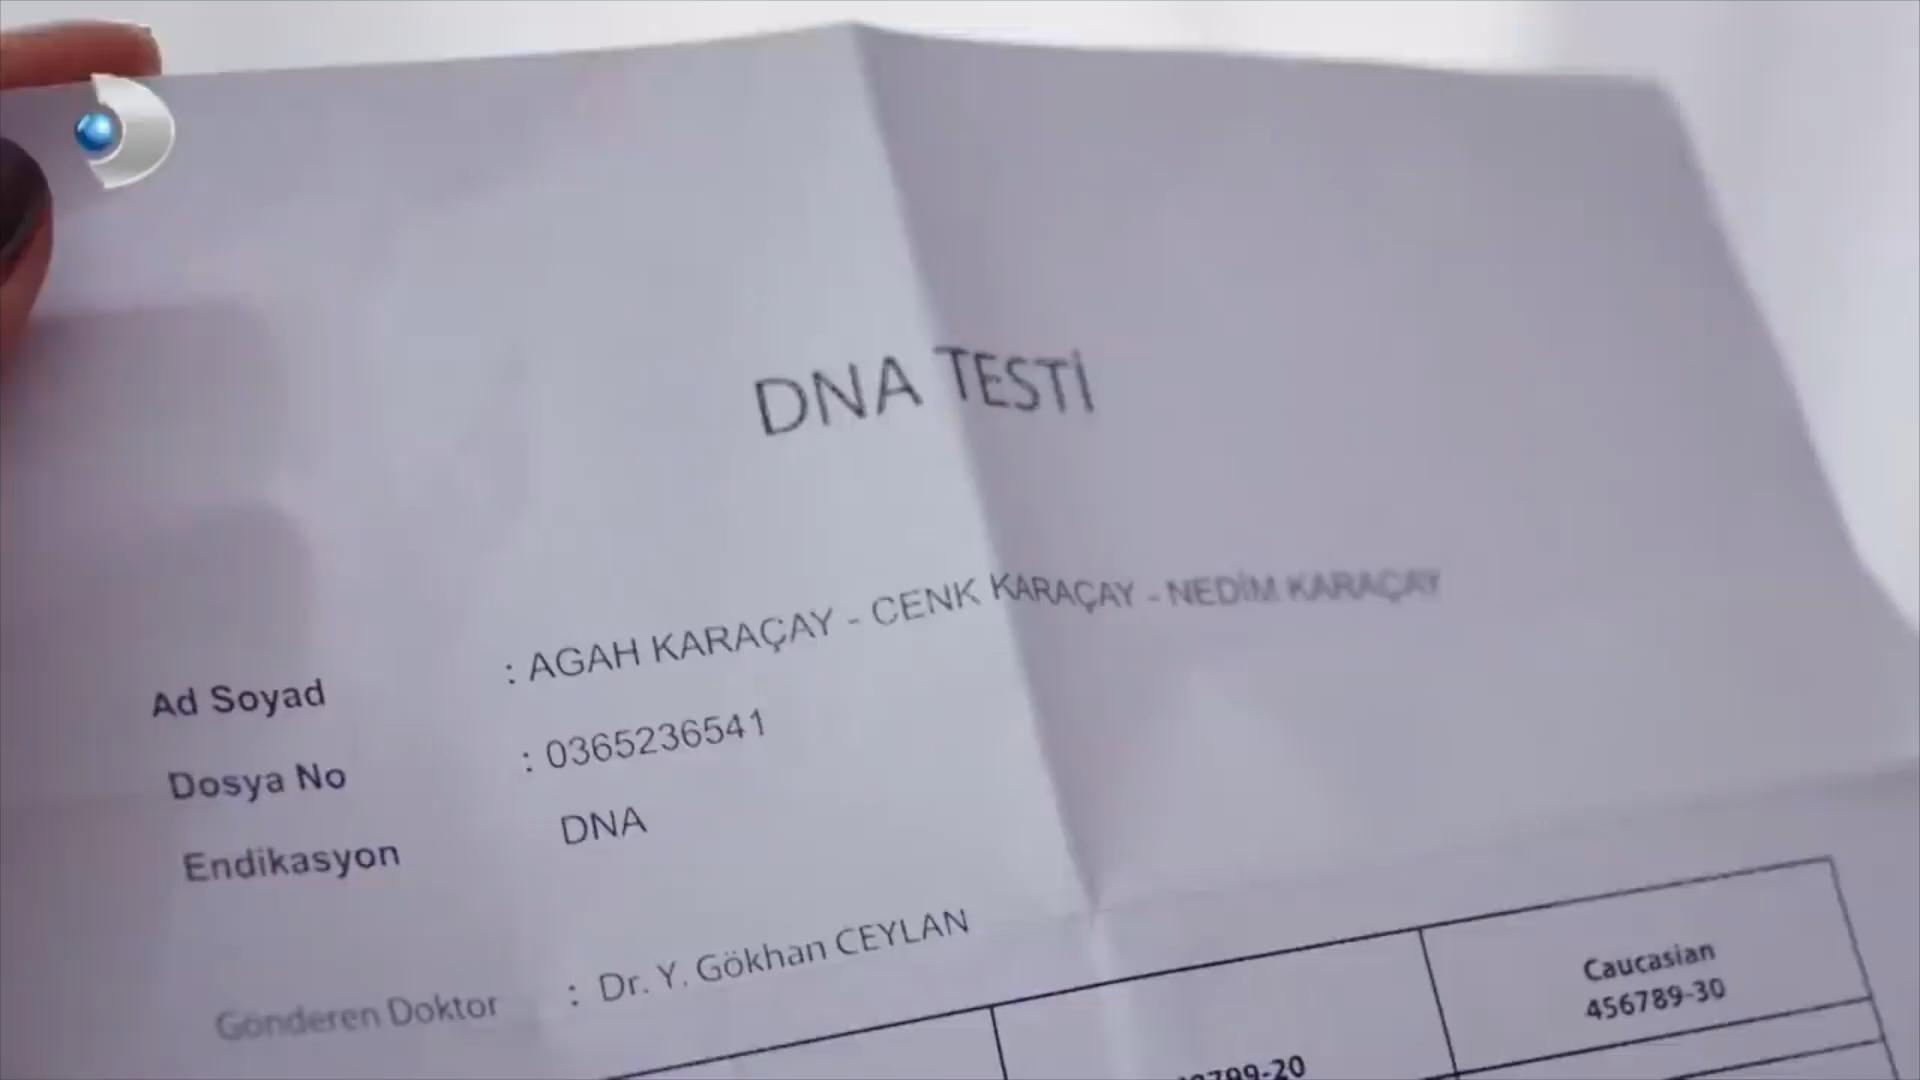 DNA TESTİ
Ad Soyad : AGAH KARAÇAY - CENK KARAÇAY - NEDİM KARAÇAY
Dosya No : 0365236541
Endikasyon DNA
Gönderen Doktor : Dr. Y. Gökhan CEYLAN
Caucasian
456789-30